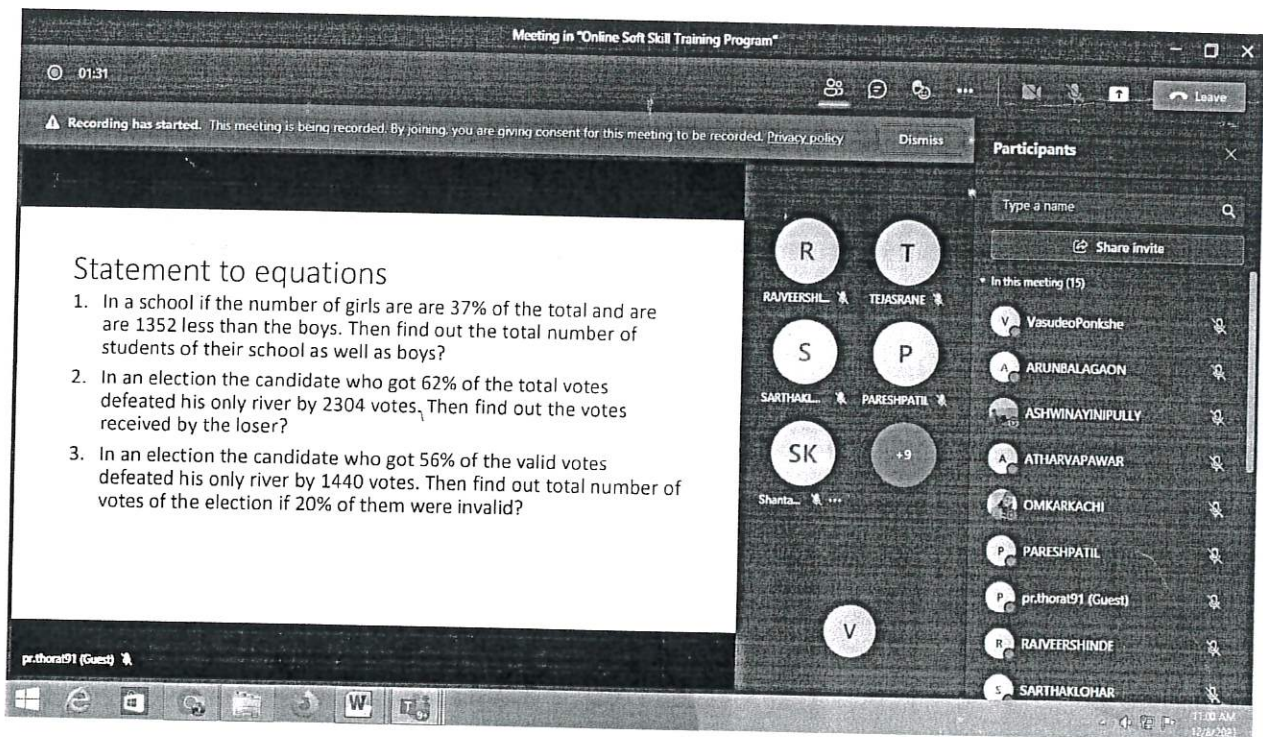 Meeting in "Online Soft Skill Training Program"
01:31
Leave
Recording has started. This meeting is being recorded. By joining, you are giving consent for this meeting to be recorded. Privacy policy
Dismiss
Participants
Type a name
Share invite
In this meeting (15)
VasudeoPonkshe
ARUNBALAGAON
ASHWINAYINIPULLY
ATHARVAPAWAR
OMKARKACHI
PARESHPATIL
pr.thorat91 (Guest)
RAJVEERSHINDE
SARTHAKLOHAR
Statement to equations
1. In a school if the number of girls are are 37% of the total and are
are 1352 less than the boys. Then find out the total number of
students of their school as well as boys?
2. In an election the candidate who got 62% of the total votes
defeated his only river by 2304 votes. Then find out the votes
received by the loser?
3. In an election the candidate who got 56% of the valid votes
defeated his only river by 1440 votes. Then find out total number of
votes of the election if 20% of them were invalid?
R
T
RAJVEERSHI...
TEJASRANE
S
P
SARTHAKL...
PARESHPATIL
SK
+9
Shanta...
V
pr.thorat91 (Guest)
11:00 AM